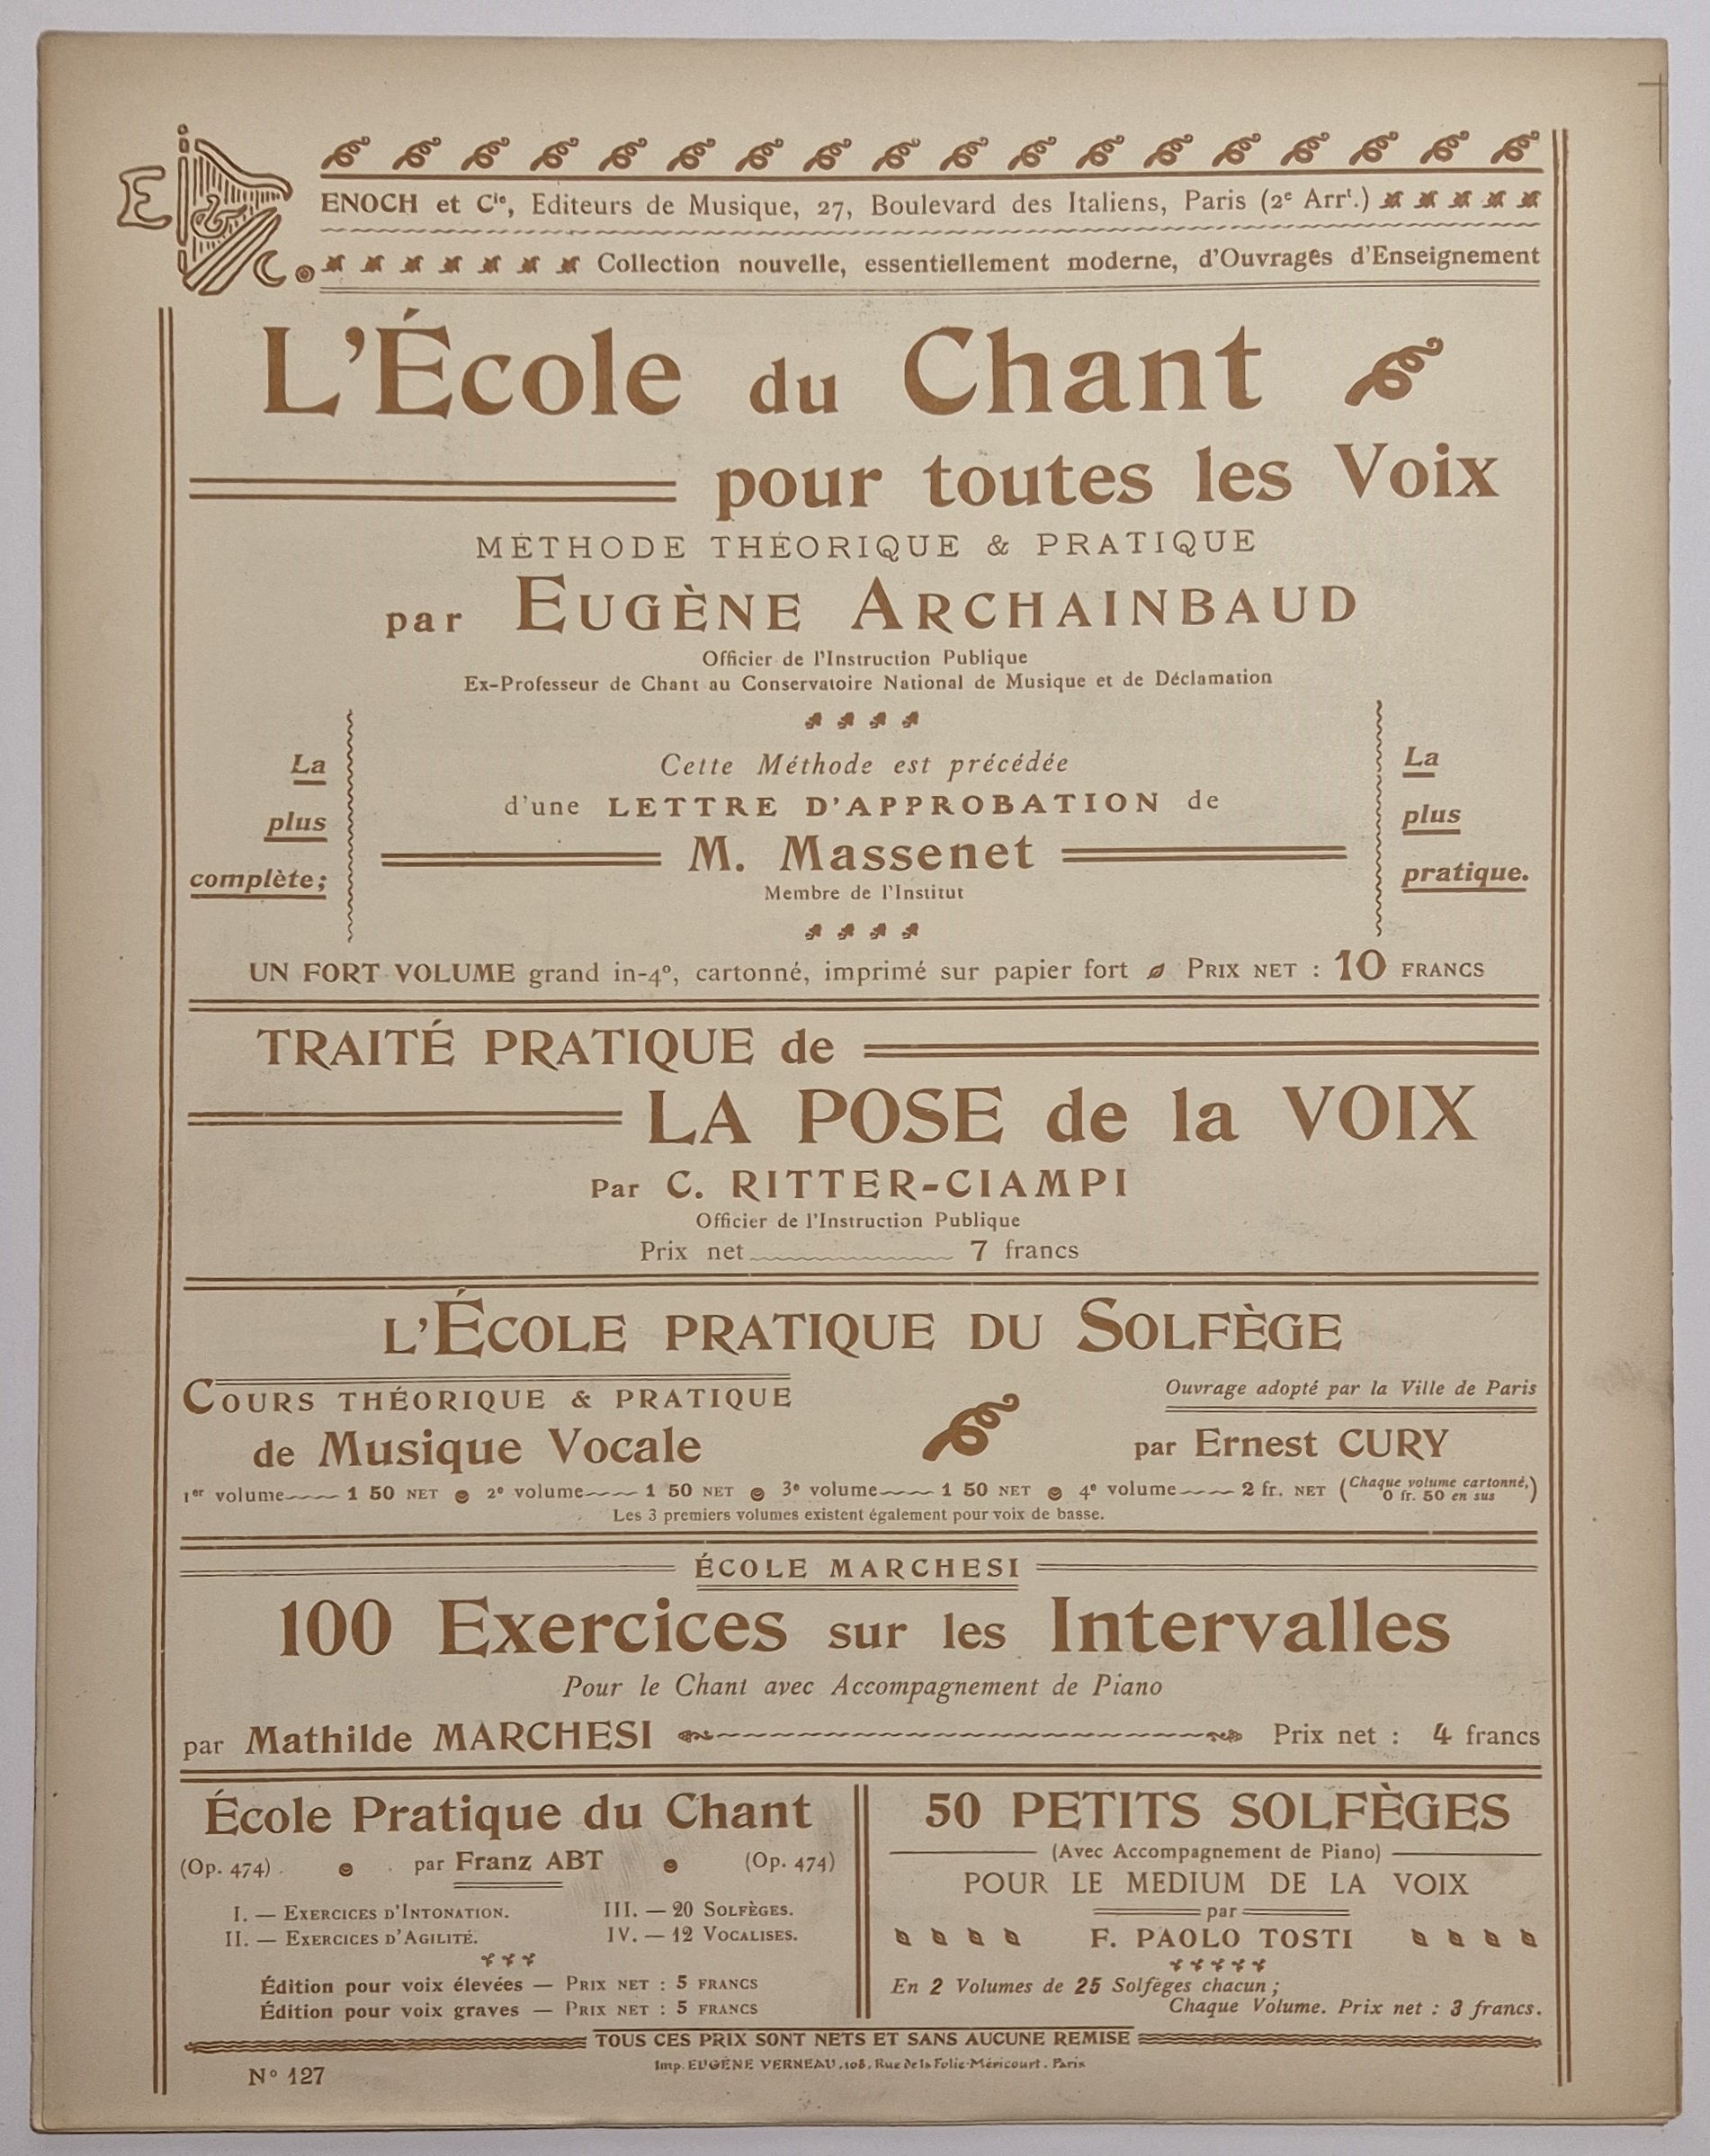 E & C.
ENOCH et Cie, Editeurs de Musique, 27, Boulevard des Italiens, Paris (2e Arrt.)
Collection nouvelle, essentiellement moderne, d'Ouvrages d'Enseignement
L'École du Chant
pour toutes les Voix
MÉTHODE THÉORIQUE & PRATIQUE
par EUGÈNE ARCHAINBAUD
Officier de l'Instruction Publique
Ex-Professeur de Chant au Conservatoire National de Musique et de Déclamation
La
plus
complète;
Cette Méthode est précédée
d'une LETTRE D'APPROBATION de
M. Massenet
Membre de l'Institut
La
plus
pratique.
UN FORT VOLUME grand in-4º, cartonné, imprimé sur papier fort PRIX NET : 10 FRANCS
TRAITÉ PRATIQUE de
LA POSE de la VOIX
Par C. RITTER-CIAMPI
Officier de l'Instruction Publique
Prix net 7 francs
L'ÉCOLE PRATIQUE DU SOLFÈGE
COURS THÉORIQUE & PRATIQUE
de Musique Vocale
Ouvrage adopté par la Ville de Paris
par Ernest CURY
1er volume 1 50 NET 2e volume 1 50 NET 3e volume 1 50 NET 4e volume 2 fr. NET (Chaque volume cartonné, 0 fr. 50 en sus)
Les 3 premiers volumes existent également pour voix de basse.
ÉCOLE MARCHESI
100 Exercices sur les Intervalles
Pour le Chant avec Accompagnement de Piano
par Mathilde MARCHESI Prix net : 4 francs
École Pratique du Chant
(Op. 474) par Franz ABT (Op. 474)
I. — EXERCICES D'INTONATION. III. — 20 SOLFÈGES.
II. — EXERCICES D'AGILITÉ. IV. — 12 VOCALISES.
Édition pour voix élevées — PRIX NET : 5 FRANCS
Édition pour voix graves — PRIX NET : 5 FRANCS
50 PETITS SOLFÈGES
(Avec Accompagnement de Piano)
POUR LE MEDIUM DE LA VOIX
par
F. PAOLO TOSTI
En 2 Volumes de 25 Solfèges chacun;
Chaque Volume. Prix net : 3 francs.
TOUS CES PRIX SONT NETS ET SANS AUCUNE REMISE
Imp. EUGÈNE VERNEAU, 108, Rue de la Folie-Méricourt. Paris
Nº 127